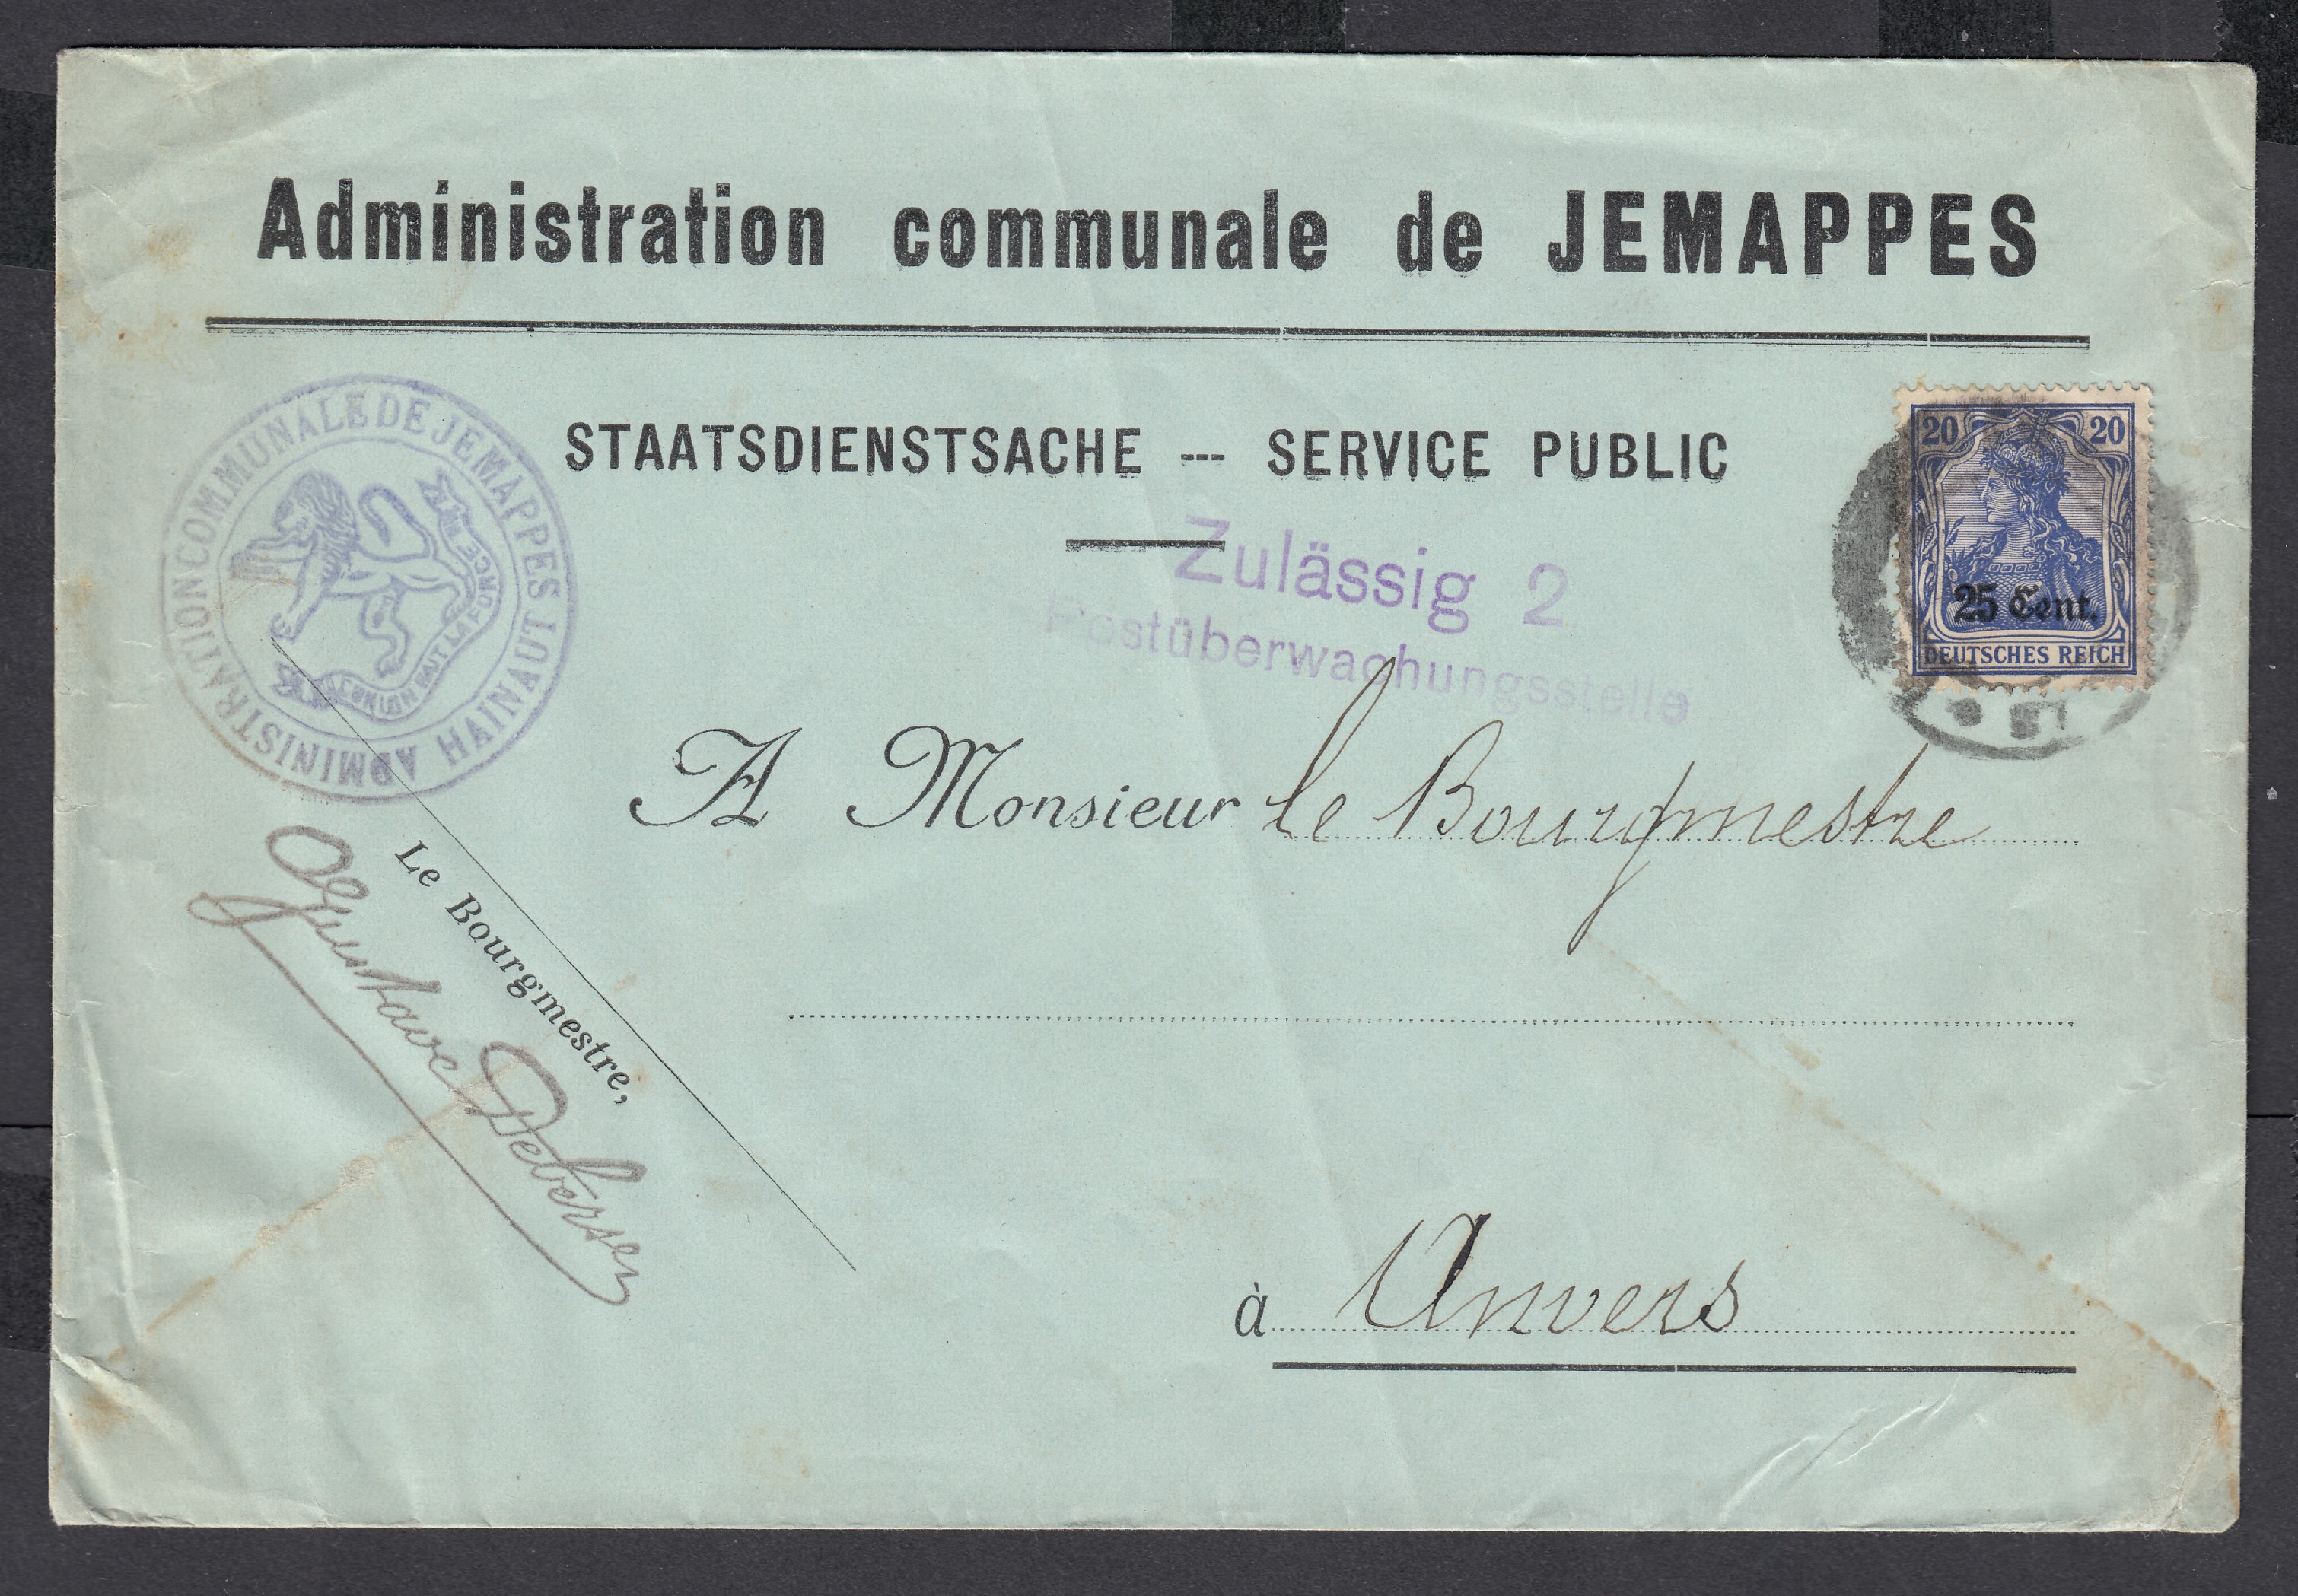 Administration communale de JEMAPPES
STAATSDIENSTSACHE --- SERVICE PUBLIC
ADMINISTRATION COMMUNALE DE JEMAPPES
HAINAUT
L'UNION FAIT LA FORCE
20 20
25 Cent.
DEUTSCHES REICH
Zulässig 2
Postüberwachungsstelle
A Monsieur le Bourgmestre
Le Bourgmestre,
Gustave
à Anvers